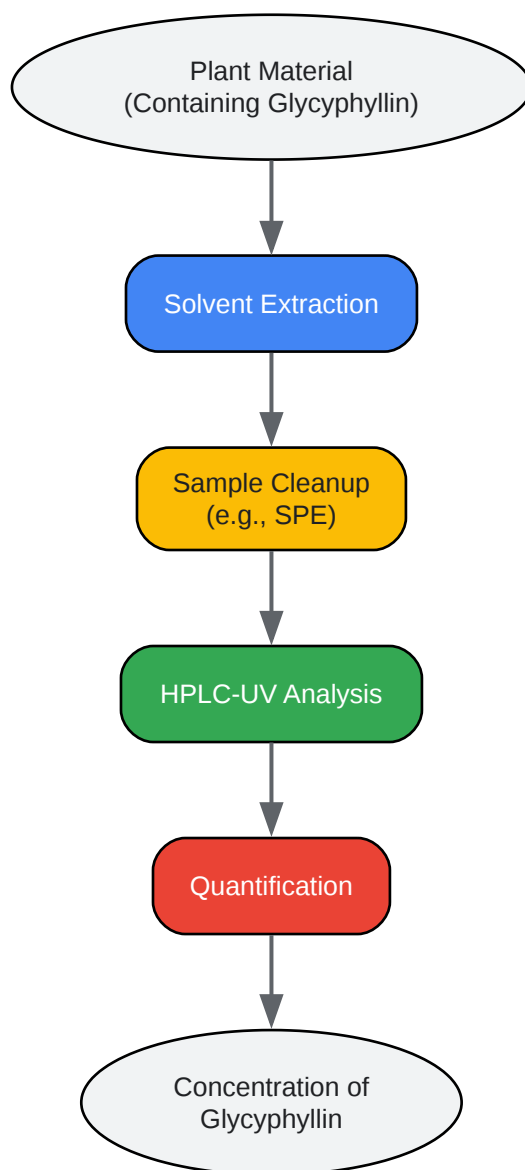 Plant Material
(Containing Glycyphyllin)
Solvent Extraction
Sample Cleanup
(e.g., SPE)
HPLC-UV Analysis
Quantification
Concentration of
Glycyphyllin